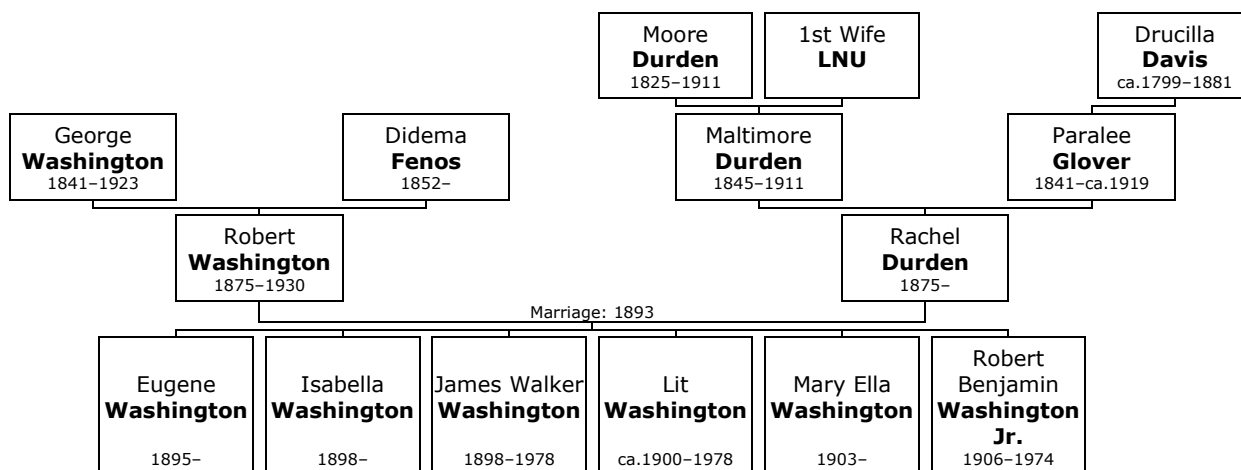 Moore
Durden
1825–1911
1st Wife
LNU
Drucilla
Davis
ca.1799–1881
George
Washington
1841–1923
Didema
Fenos
1852–
Maltimore
Durden
1845–1911
Paralee
Glover
1841–ca.1919
Robert
Washington
1875–1930
Rachel
Durden
1875–
Marriage: 1893
Eugene
Washington
1895–
Isabella
Washington
1898–
James Walker
Washington
1898–1978
Lit
Washington
ca.1900–1978
Mary Ella
Washington
1903–
Robert
Benjamin
Washington
Jr.
1906–1974